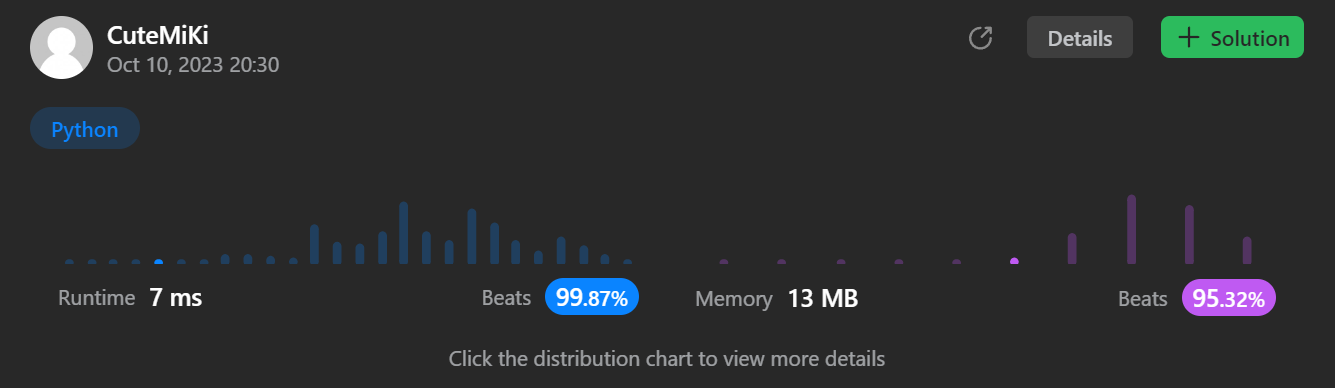 CuteMiKi
Oct 10, 2023 20:30
Details
+ Solution
Python
Runtime 7 ms
Beats 99.87%
Memory 13 MB
Beats 95.32%
Click the distribution chart to view more details